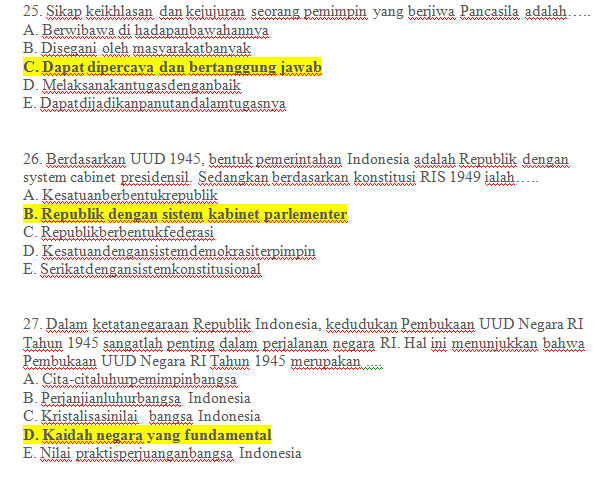 25. Sikap keikhlasan dan kejujuran seorang pemimpin yang berjiwa Pancasila adalah…..
A. Berwibawa di hadapanbawahannya
B. Disegani oleh masyarakatbanyak
C. Dapat dipercaya dan bertanggung jawab
D. Melaksanakantugasdenganbaik
E. Dapatdijadikanpanutandalamtugasnya
26. Berdasarkan UUD 1945, bentuk pemerintahan Indonesia adalah Republik dengan
system cabinet presidensil. Sedangkan berdasarkan konstitusi RIS 1949 ialah…..
A. Kesatuanberbentukrepublik
B. Republik dengan sistem kabinet parlementer
C. Republikberbentukfederasi
D. Kesatuandengansistemdemokrasiterpimpin
E. Serikatdengansistemkonstitusional
27. Dalam ketatanegaraan Republik Indonesia, kedudukan Pembukaan UUD Negara RI
Tahun 1945 sangatlah penting dalam perjalanan negara RI. Hal ini menunjukkan bahwa
Pembukaan UUD Negara RI Tahun 1945 merupakan…..
A. Cita-citaluhurpemimpinbangsa
B. Perjanjianluhurbangsa Indonesia
C. Kristalisasinilai bangsa Indonesia
D. Kaidah negara yang fundamental
E. Nilai praktisperjuanganbangsa Indonesia